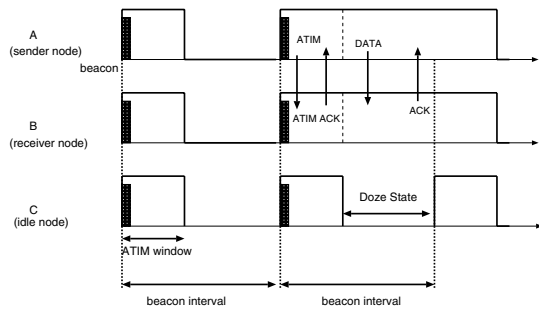 A
(sender node)
beacon
ATIM
DATA
ATIM ACK
ACK
B
(receiver node)
C
(idle node)
Doze State
ATIM window
beacon interval
beacon interval